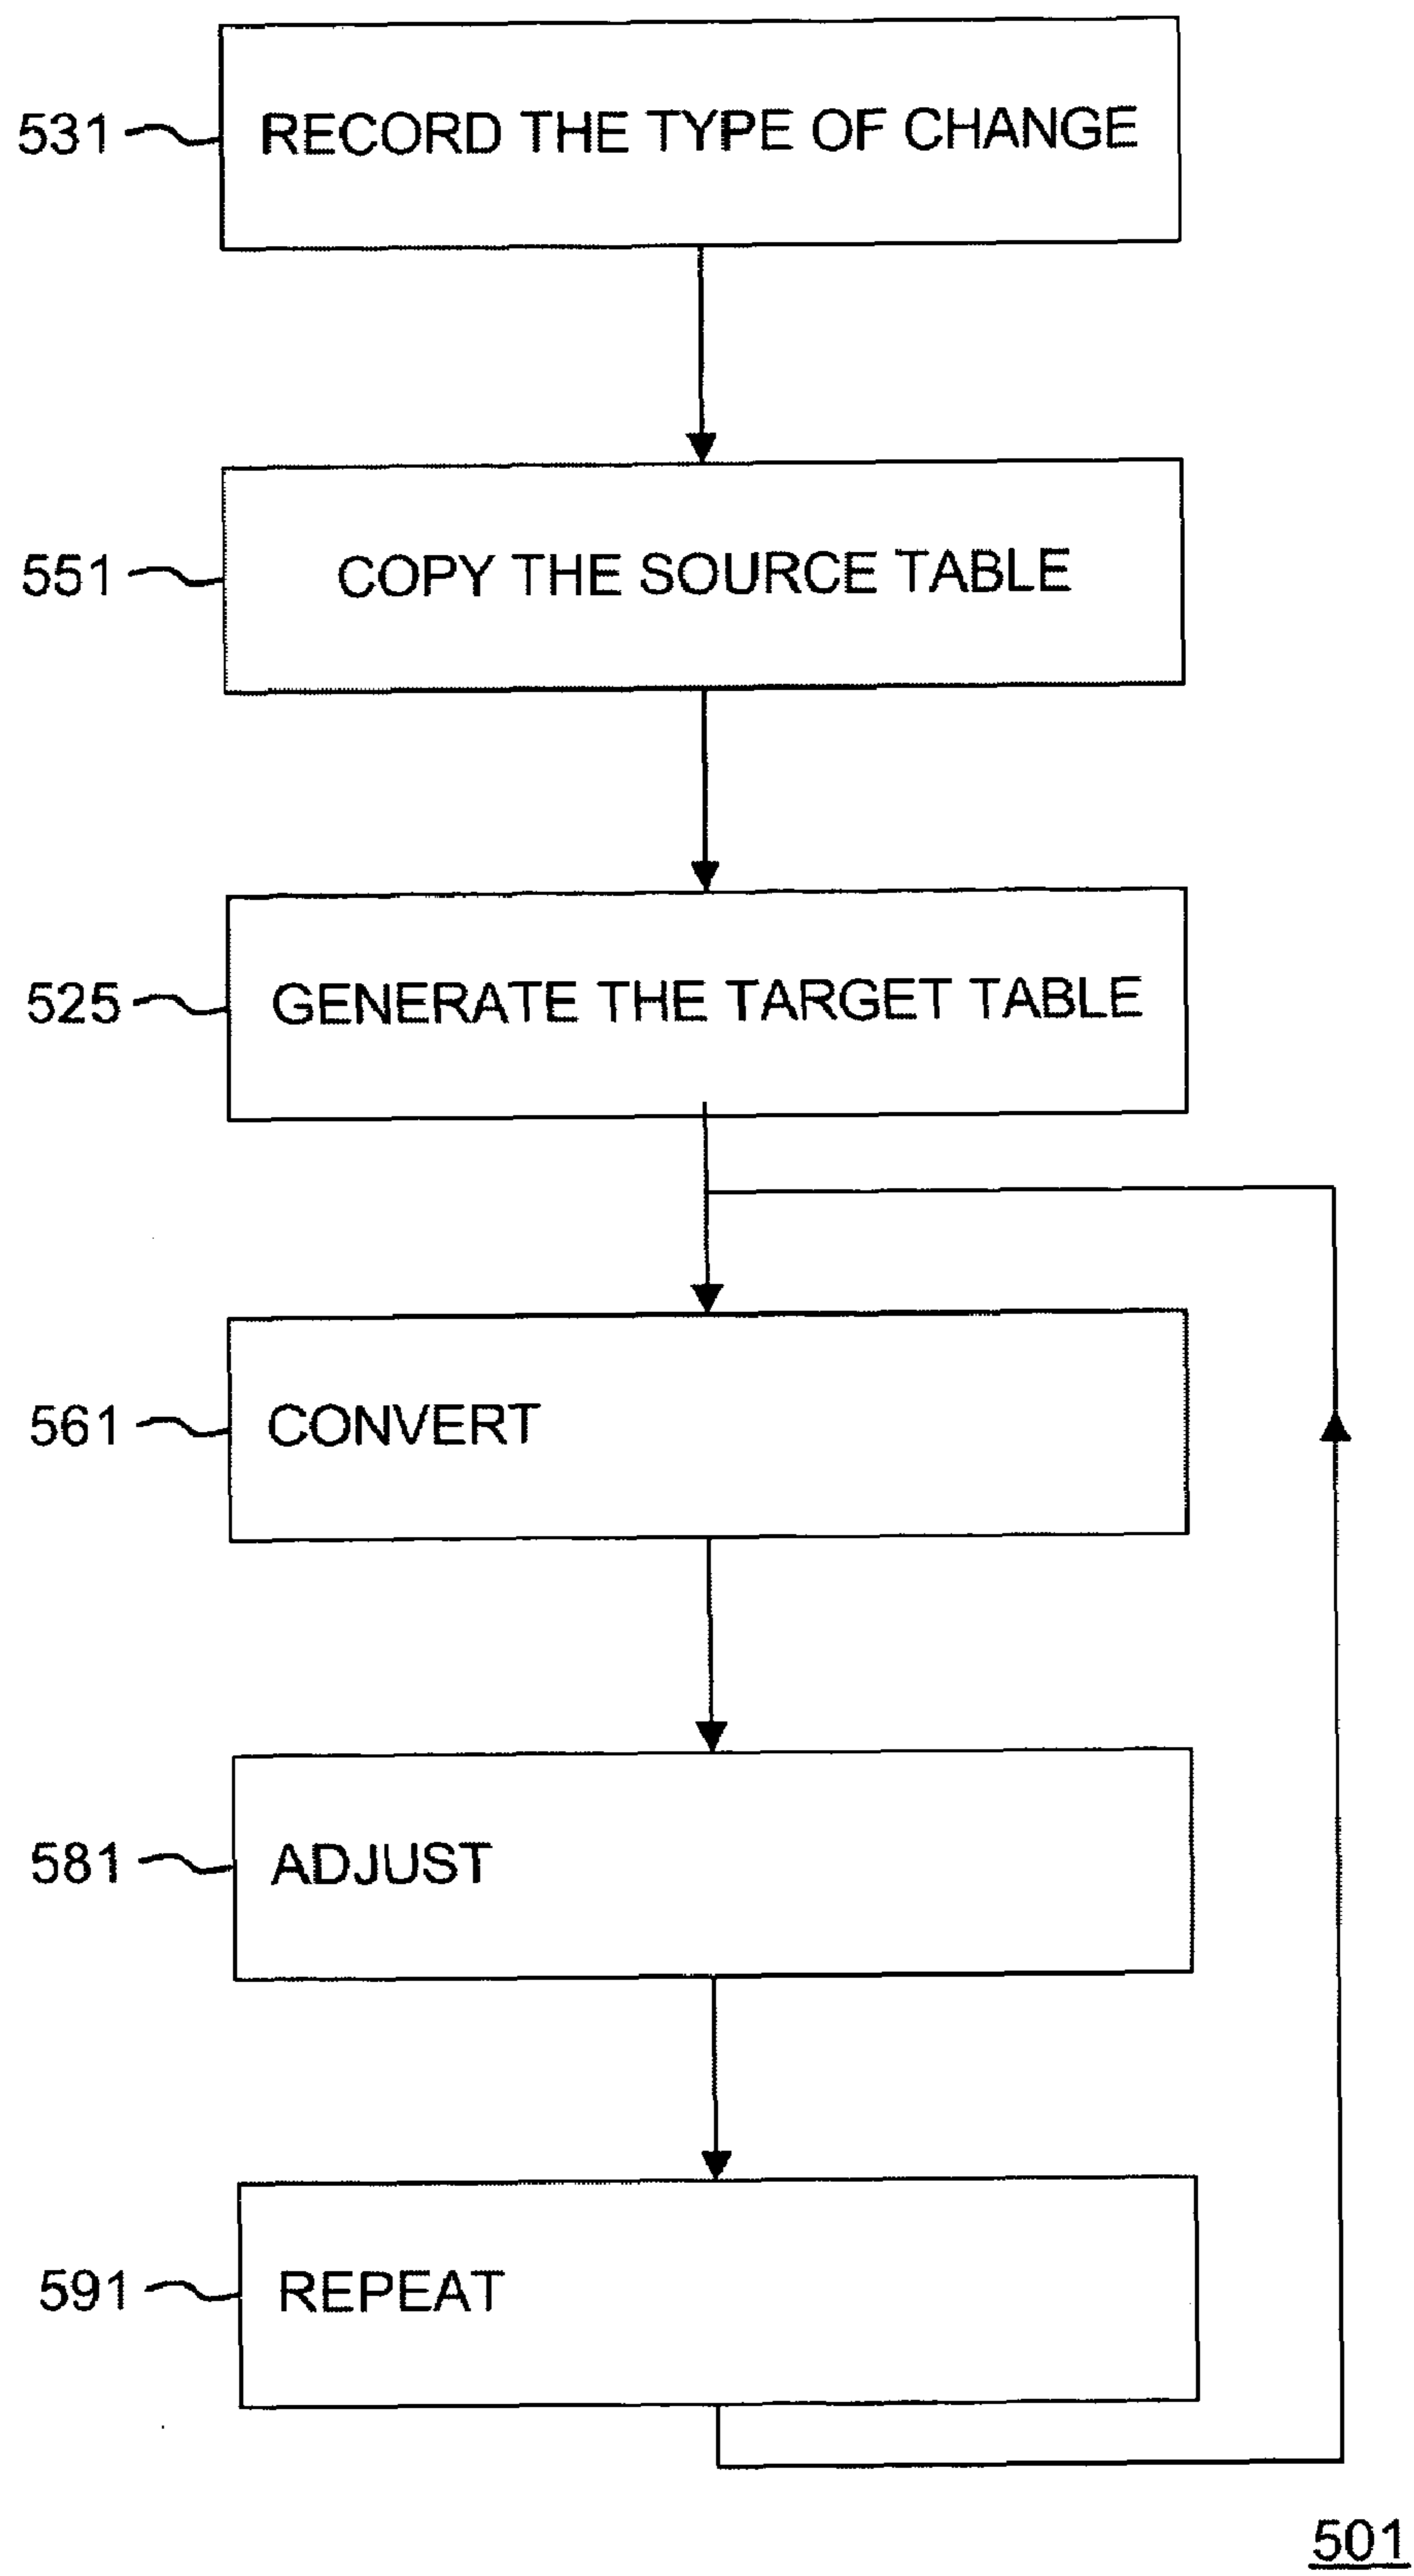 531 RECORD THE TYPE OF CHANGE
551 COPY THE SOURCE TABLE
525 GENERATE THE TARGET TABLE
561 CONVERT
581 ADJUST
591 REPEAT
501